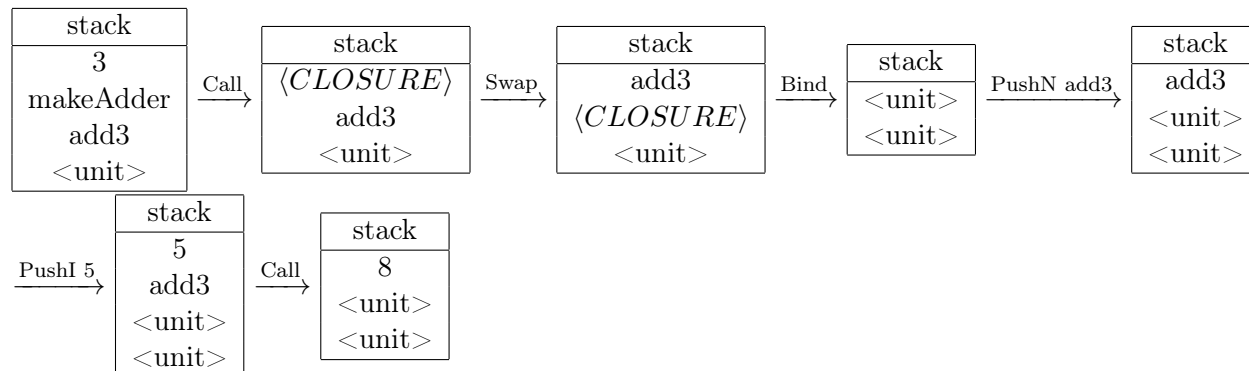 stack
3
makeAdder
add3
<unit>
Call
stack
⟨CLOSURE⟩
add3
<unit>
Swap
stack
add3
⟨CLOSURE⟩
<unit>
Bind
stack
<unit>
<unit>
PushN add3
stack
add3
<unit>
<unit>
PushI 5
stack
5
add3
<unit>
<unit>
Call
stack
8
<unit>
<unit>